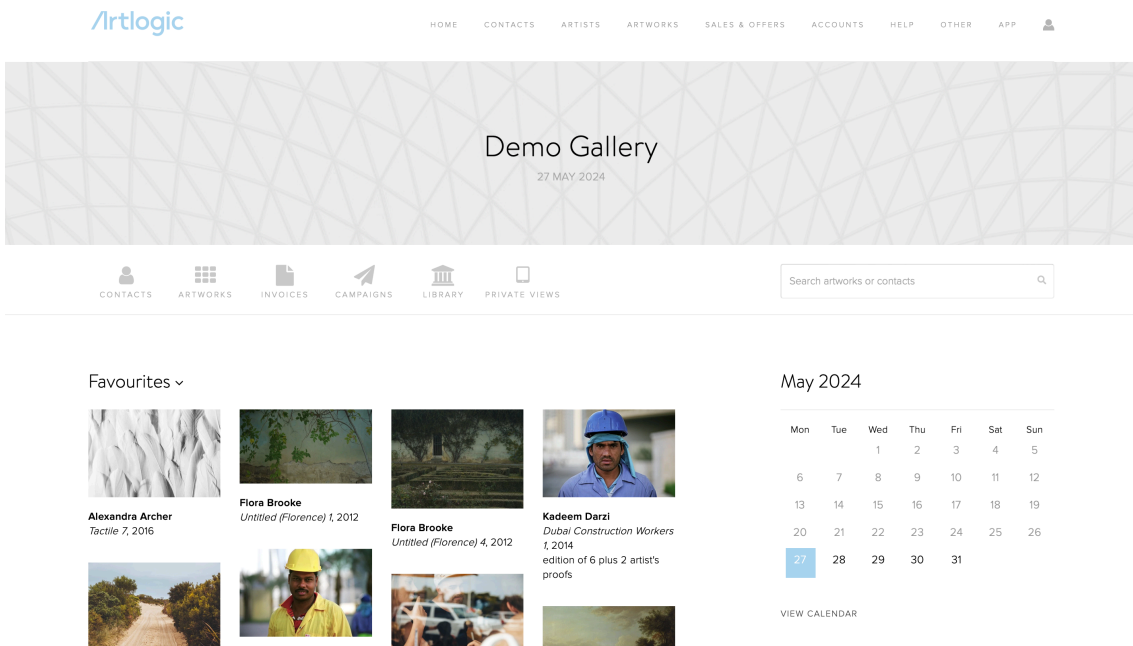 Artlogic
HOME CONTACTS ARTISTS ARTWORKS SALES & OFFERS ACCOUNTS HELP OTHER APP
Demo Gallery
27 MAY 2024
CONTACTS ARTWORKS INVOICES CAMPAIGNS LIBRARY PRIVATE VIEWS
Search artworks or contacts
Favourites
Alexandra Archer
Tactile 7, 2016
Flora Brooke
Untitled (Florence) 1, 2012
Flora Brooke
Untitled (Florence) 4, 2012
Kadeem Darzi
Dubai Construction Workers
1, 2014
edition of 6 plus 2 artist's
proofs
May 2024
Mon Tue Wed Thu Fri Sat Sun
1 2 3 4 5
6 7 8 9 10 11 12
13 14 15 16 17 18 19
20 21 22 23 24 25 26
27 28 29 30 31
VIEW CALENDAR